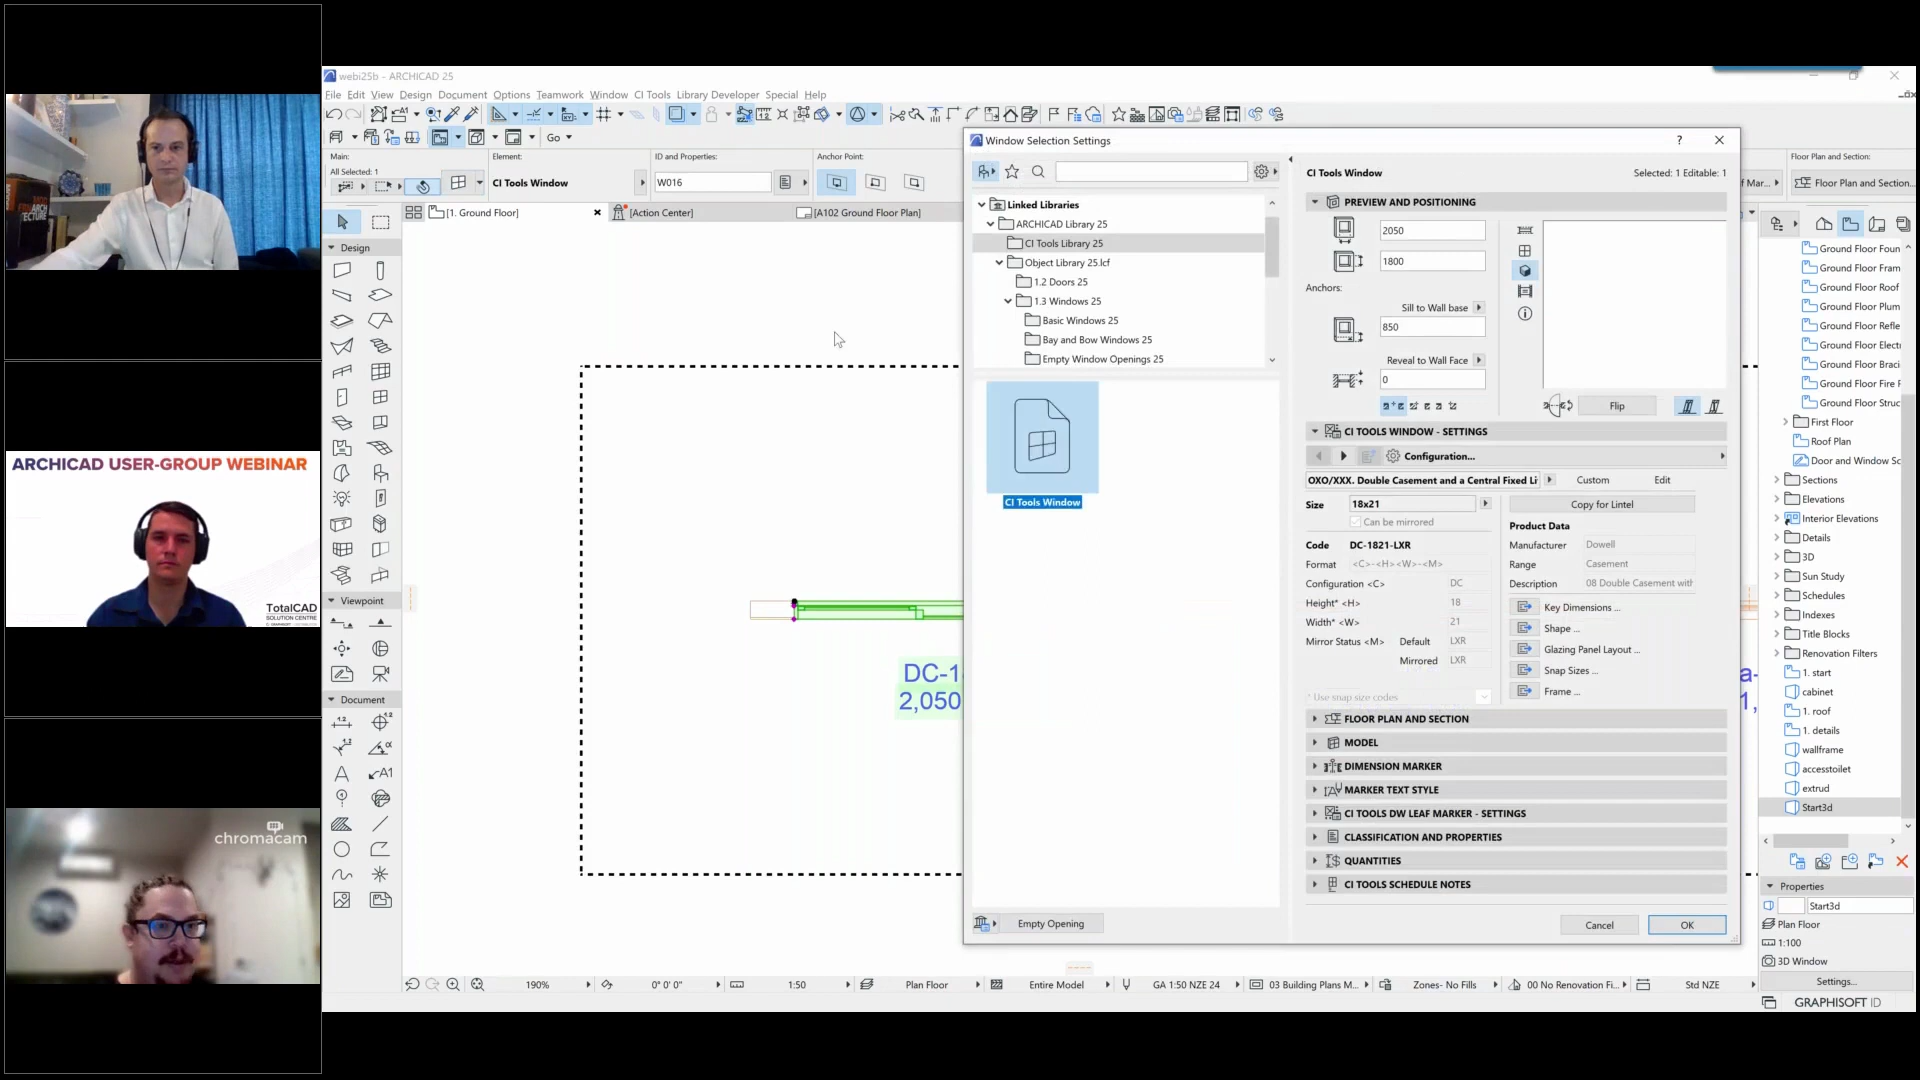 ARCHICAD USER-GROUP WEBINAR
TotalCAD
SOLUTION CENTRE
chromacam
webi25b - ARCHICAD 25
File Edit View Design Document Options Teamwork Window CI Tools Library Developer Special Help
Go
Main:
All Selected: 1
Element:
CI Tools Window
ID and Properties:
W016
Anchor Point:
Floor Plan and Section:
f Mar...
Floor Plan and Section...
[1. Ground Floor]
[Action Center]
[A102 Ground Floor Plan]
Design
Viewpoint
Document
DC-1
2,050
a-
1,
Window Selection Settings
? 
Linked Libraries
ARCHICAD Library 25
CI Tools Library 25
Object Library 25.lcf
1.2 Doors 25
1.3 Windows 25
Basic Windows 25
Bay and Bow Windows 25
Empty Window Openings 25
CI Tools Window
Empty Opening
CI Tools Window
Selected: 1 Editable: 1
PREVIEW AND POSITIONING
2050
1800
Anchors:
Sill to Wall base
850
Reveal to Wall Face
0
Flip
CI TOOLS WINDOW - SETTINGS
Configuration...
OXO/XXX. Double Casement and a Central Fixed Li
Custom
Edit
Size
18x21
Can be mirrored
Copy for Lintel
Product Data
Code
DC-1821-LXR
Format
<C>-<H><W>-<M>
Configuration <C>
DC
Height* <H>
18
Width* <W>
21
Mirror Status <M>
Default
LXR
Mirrored
LXR
* Use snap size codes
Manufacturer
Dowell
Range
Casement
Description
08 Double Casement with
Key Dimensions ...
Shape ...
Glazing Panel Layout ...
Snap Sizes ...
Frame ...
FLOOR PLAN AND SECTION
MODEL
DIMENSION MARKER
MARKER TEXT STYLE
CI TOOLS DW LEAF MARKER - SETTINGS
CLASSIFICATION AND PROPERTIES
QUANTITIES
CI TOOLS SCHEDULE NOTES
Cancel
OK
Ground Floor Foun
Ground Floor Fram
Ground Floor Roof
Ground Floor Plum
Ground Floor Refle
Ground Floor Electr
Ground Floor Braci
Ground Floor Fire F
Ground Floor Struc
First Floor
Roof Plan
Door and Window Sc
Sections
Elevations
Interior Elevations
Details
3D
Sun Study
Schedules
Indexes
Title Blocks
Renovation Filters
1. start
cabinet
1. roof
1. details
wallframe
accesstoilet
extrud
Start3d
Properties
Start3d
Plan Floor
1:100
3D Window
Settings...
GRAPHISOFT ID
190%
0° 0' 0"
1:50
Plan Floor
Entire Model
GA 1:50 NZE 24
03 Building Plans M...
Zones- No Fills
00 No Renovation Fi...
Std NZE